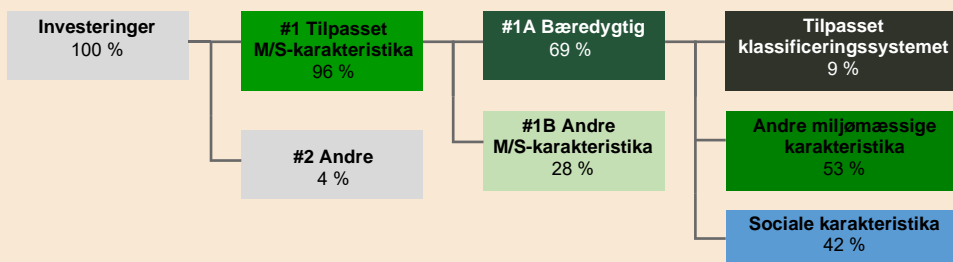 Investeringer
100 %
#1 Tilpasset
M/S-karakteristika
96 %
#2 Andre
4 %
#1A Bæredygtig
69 %
#1B Andre
M/S-karakteristika
28 %
Tilpasset
klassificeringssystemet
9 %
Andre miljømæssige
karakteristika
53 %
Sociale karakteristika
42 %